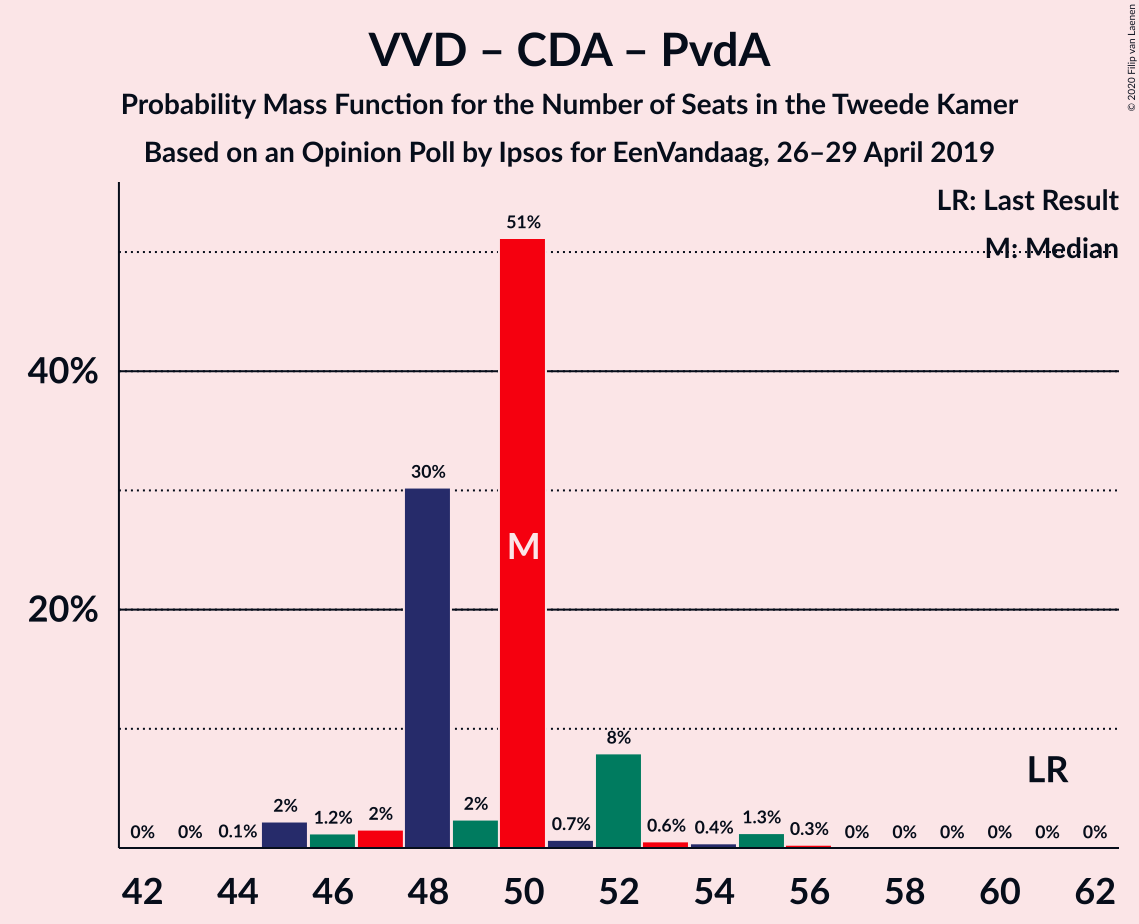 VVD – CDA – PvdA
Probability Mass Function for the Number of Seats in the Tweede Kamer
Based on an Opinion Poll by Ipsos for EenVandaag, 26–29 April 2019
© 2020 Filip van Laenen
LR: Last Result
M: Median
51%
40%
30%
M
20%
8%
LR
0% 0% 0.1% 2% 1.2% 2% 2% 0.7% 0.6% 0.4% 1.3% 0.3% 0% 0% 0% 0% 0% 0%
42 44 46 48 50 52 54 56 58 60 62